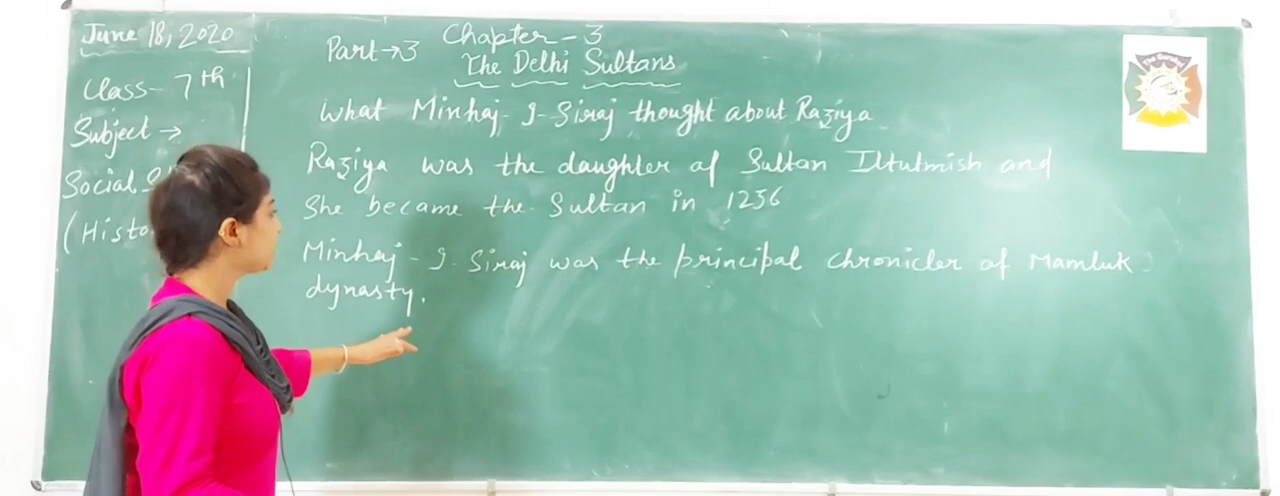 June 18, 2020
Class - 7th
Subject →
Social
(Histo
Part → 3
Chapter - 3
The Delhi Sultans
What Minhaj-I-Siraj thought about Raziya
Raziya was the daughter of Sultan Iltutmish and
She became the Sultan in 1236
Minhaj-I-Siraj was the principal chronicler of Mamluk
dynasty.